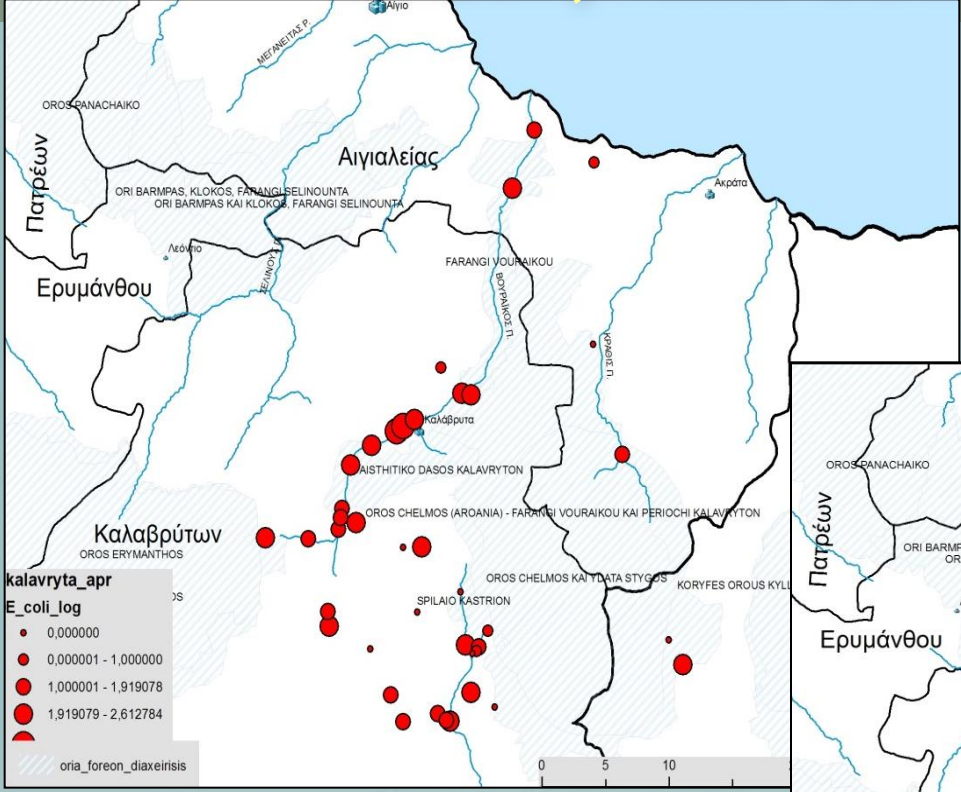 Αίγιο
ΜΕΓΑΝΕΙΤΑΣ Ρ.
OROS PANACHAIKO
Πατρέων
Αιγιαλείας
Ακράτα
ORI BARMPAS, KLOKOS, FARANGI SELINOUNTA
ORI BARMPAS KAI KLOKOS, FARANGI SELINOUNTA
Λεόντιο
FARANGI VOURAIKOU
Ερυμάνθου
ΒΟΥΡΑΪΚΟΣ Π.
ΚΡΑΘΙΣ Π.
Καλάβρυτα
AISTHITIKO DASOS KALAVRYTON
OROS CHELMOS (AROANIA) - FARANGI VOURAIKOU KAI PERIOCHI KALAVRYTON
Καλαβρύτων
OROS ERYMANTHOS
OROS CHELMOS KAI YDATA STYGOS
KORYFES OROUS KYLL
SPILAIO KASTRION
OS
kalavryta_apr
E_coli_log
0,000000
0,000001 - 1,000000
1,000001 - 1,919078
1,919079 - 2,612784
oria_foreon_diaxeirisis
0 5 10
OROS PANACHAIKO
Πατρέων
ORI BARMP
OR
Ερυμάνθου